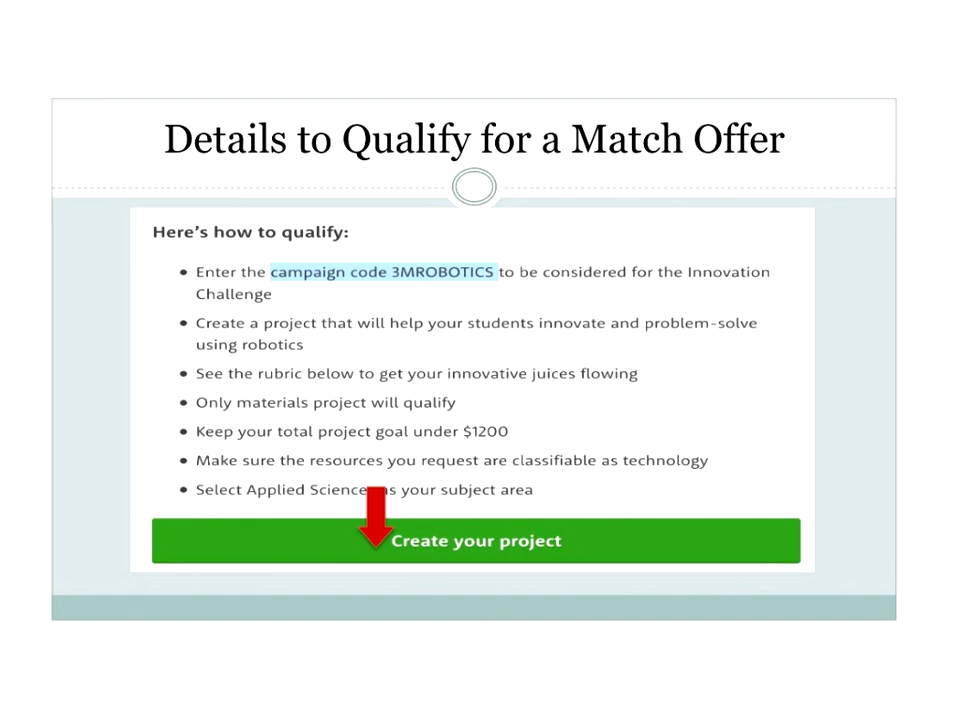 Details to Qualify for a Match Offer
Here's how to qualify:
• Enter the campaign code 3MROBOTICS to be considered for the Innovation
Challenge
• Create a project that will help your students innovate and problem-solve
using robotics
• See the rubric below to get your innovative juices flowing
• Only materials project will qualify
• Keep your total project goal under $1200
• Make sure the resources you request are classifiable as technology
• Select Applied Sciences as your subject area
Create your project